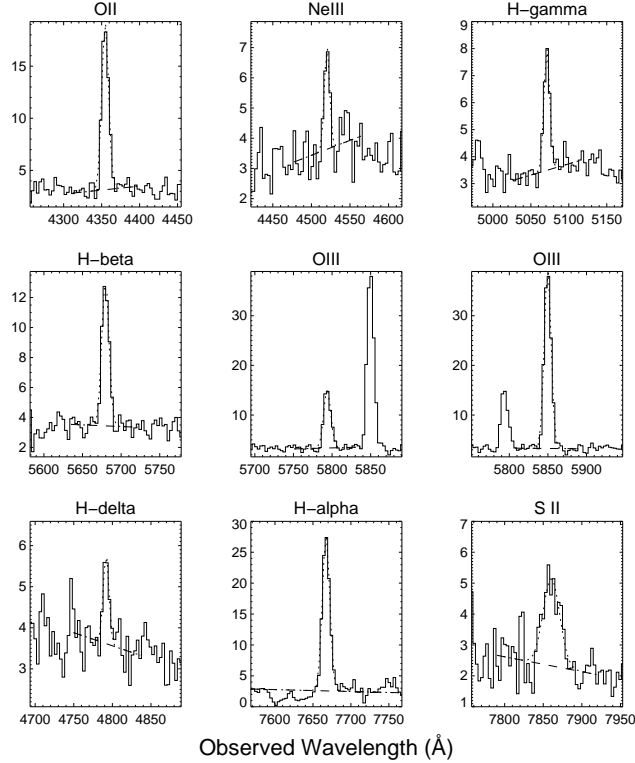 OII
NeIII
H-gamma
15
10
5
4300 4350 4400 4450
7
6
5
4
3
2
4450 4500 4550 4600
9
8
7
6
5
4
3
5000 5050 5100 5150
H-beta
OIII
OIII
12
10
8
6
4
2
5600 5650 5700 5750
30
20
10
5700 5750 5800 5850
30
20
10
5800 5850 5900
H-delta
H-alpha
S II
6
5
4
3
4700 4750 4800 4850
30
25
20
15
10
5
0
7600 7650 7700 7750
7
6
5
4
3
2
1
7800 7850 7900 7950
Observed Wavelength (Å)